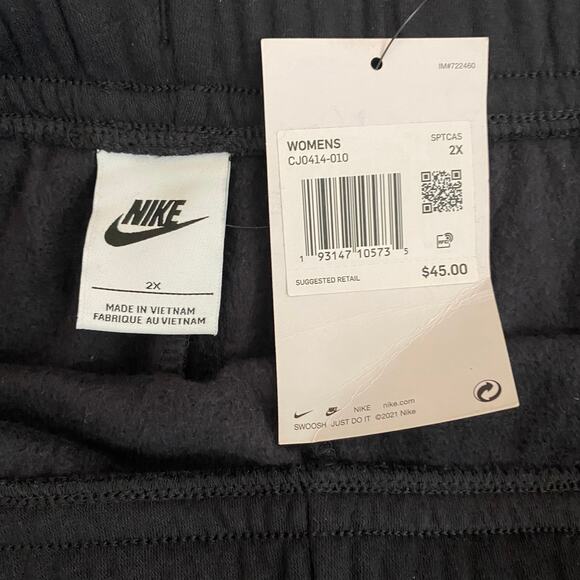 NIKE
2X
MADE IN VIETNAM
FABRIQUE AU VIETNAM
IM#722460
WOMENS
CJ0414-010
SPTCAS
2X
1 93147 10573 5
RFID
SUGGESTED RETAIL
$45.00
NIKE nike.com
SWOOSH JUST DO IT ©2021 Nike